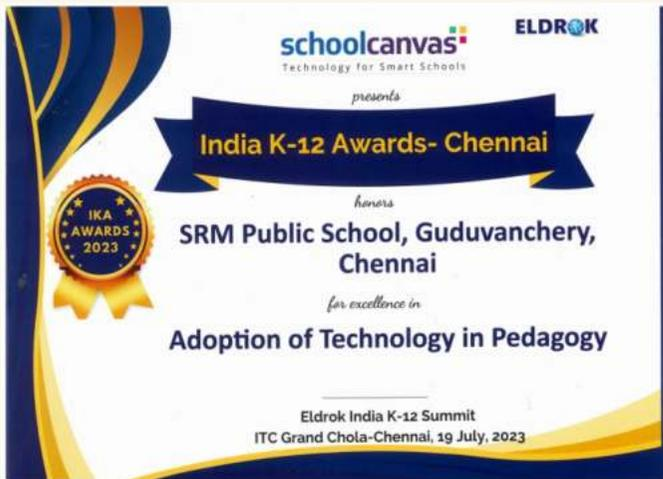 schoolcanvas
Technology for Smart Schools
ELDROK
presents
India K-12 Awards- Chennai
honors
IKA
AWARDS
2023
SRM Public School, Guduvanchery,
Chennai
for excellence in
Adoption of Technology in Pedagogy
Eldrok India K-12 Summit
ITC Grand Chola-Chennai, 19 July, 2023